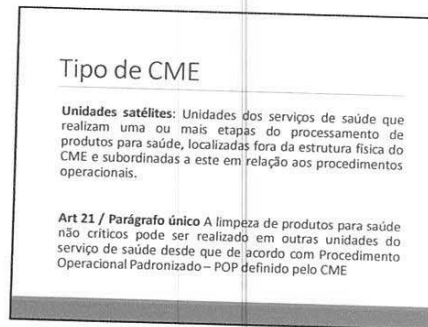 Tipo de CME
Unidades satélites: Unidades dos serviços de saúde que
realizam uma ou mais etapas do processamento de
produtos para saúde, localizadas fora da estrutura física do
CME e subordinadas a este em relação aos procedimentos
operacionais.
Art 21 / Parágrafo único A limpeza de produtos para saúde
não críticos pode ser realizado em outras unidades do
serviço de saúde desde que de acordo com Procedimento
Operacional Padronizado – POP definido pelo CME